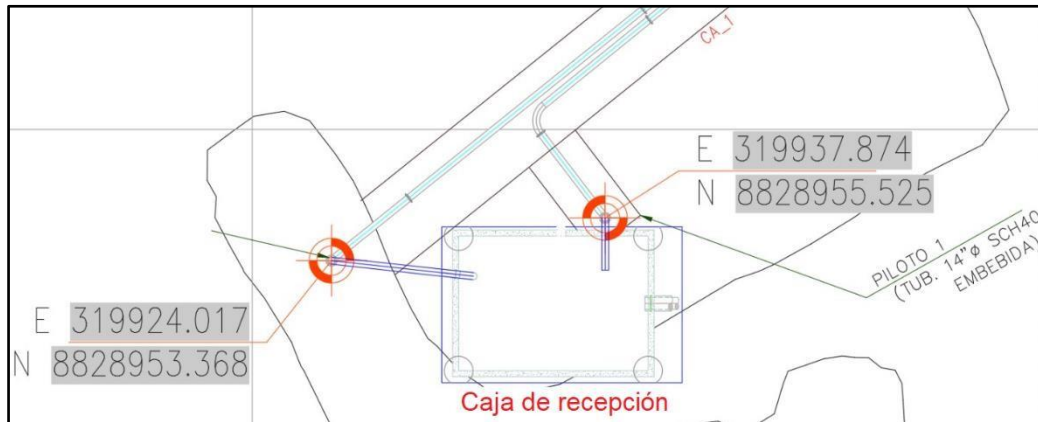 CA_1
E 319937.874
N 8828955.525
PILOTO 1
(TUB. 14"ø SCH40
EMBEBIDA)
E 319924.017
N 8828953.368
Caja de recepción